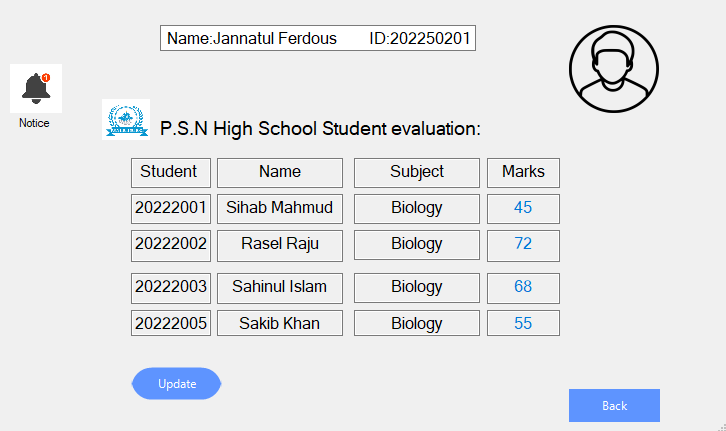 Name:Jannatul Ferdous ID:202250201
1
Notice
P.S.N High School Student evaluation:
Student Name Subject Marks
20222001 Sihab Mahmud Biology 45
20222002 Rasel Raju Biology 72
20222003 Sahinul Islam Biology 68
20222005 Sakib Khan Biology 55
Update
Back